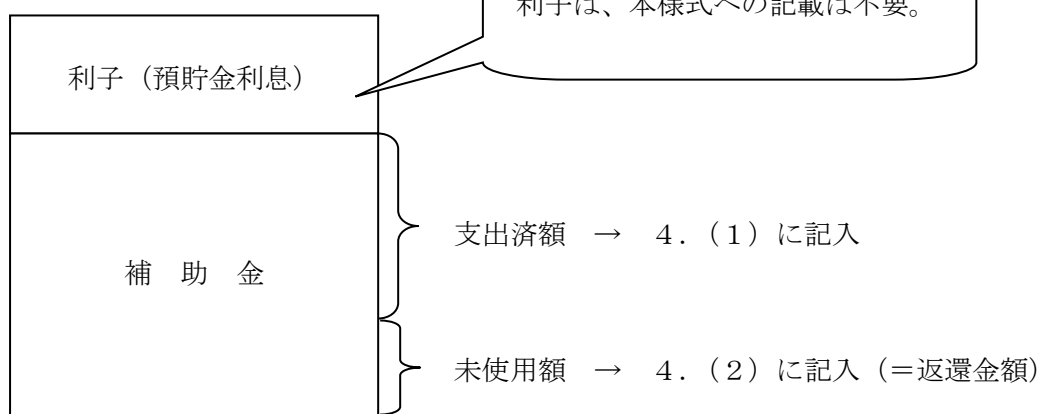 利子は、本様式への記載は不要。
利子（預貯金利息）
支出済額　→　４．（１）に記入
補　助　金
未使用額　→　４．（２）に記入（＝返還金額）